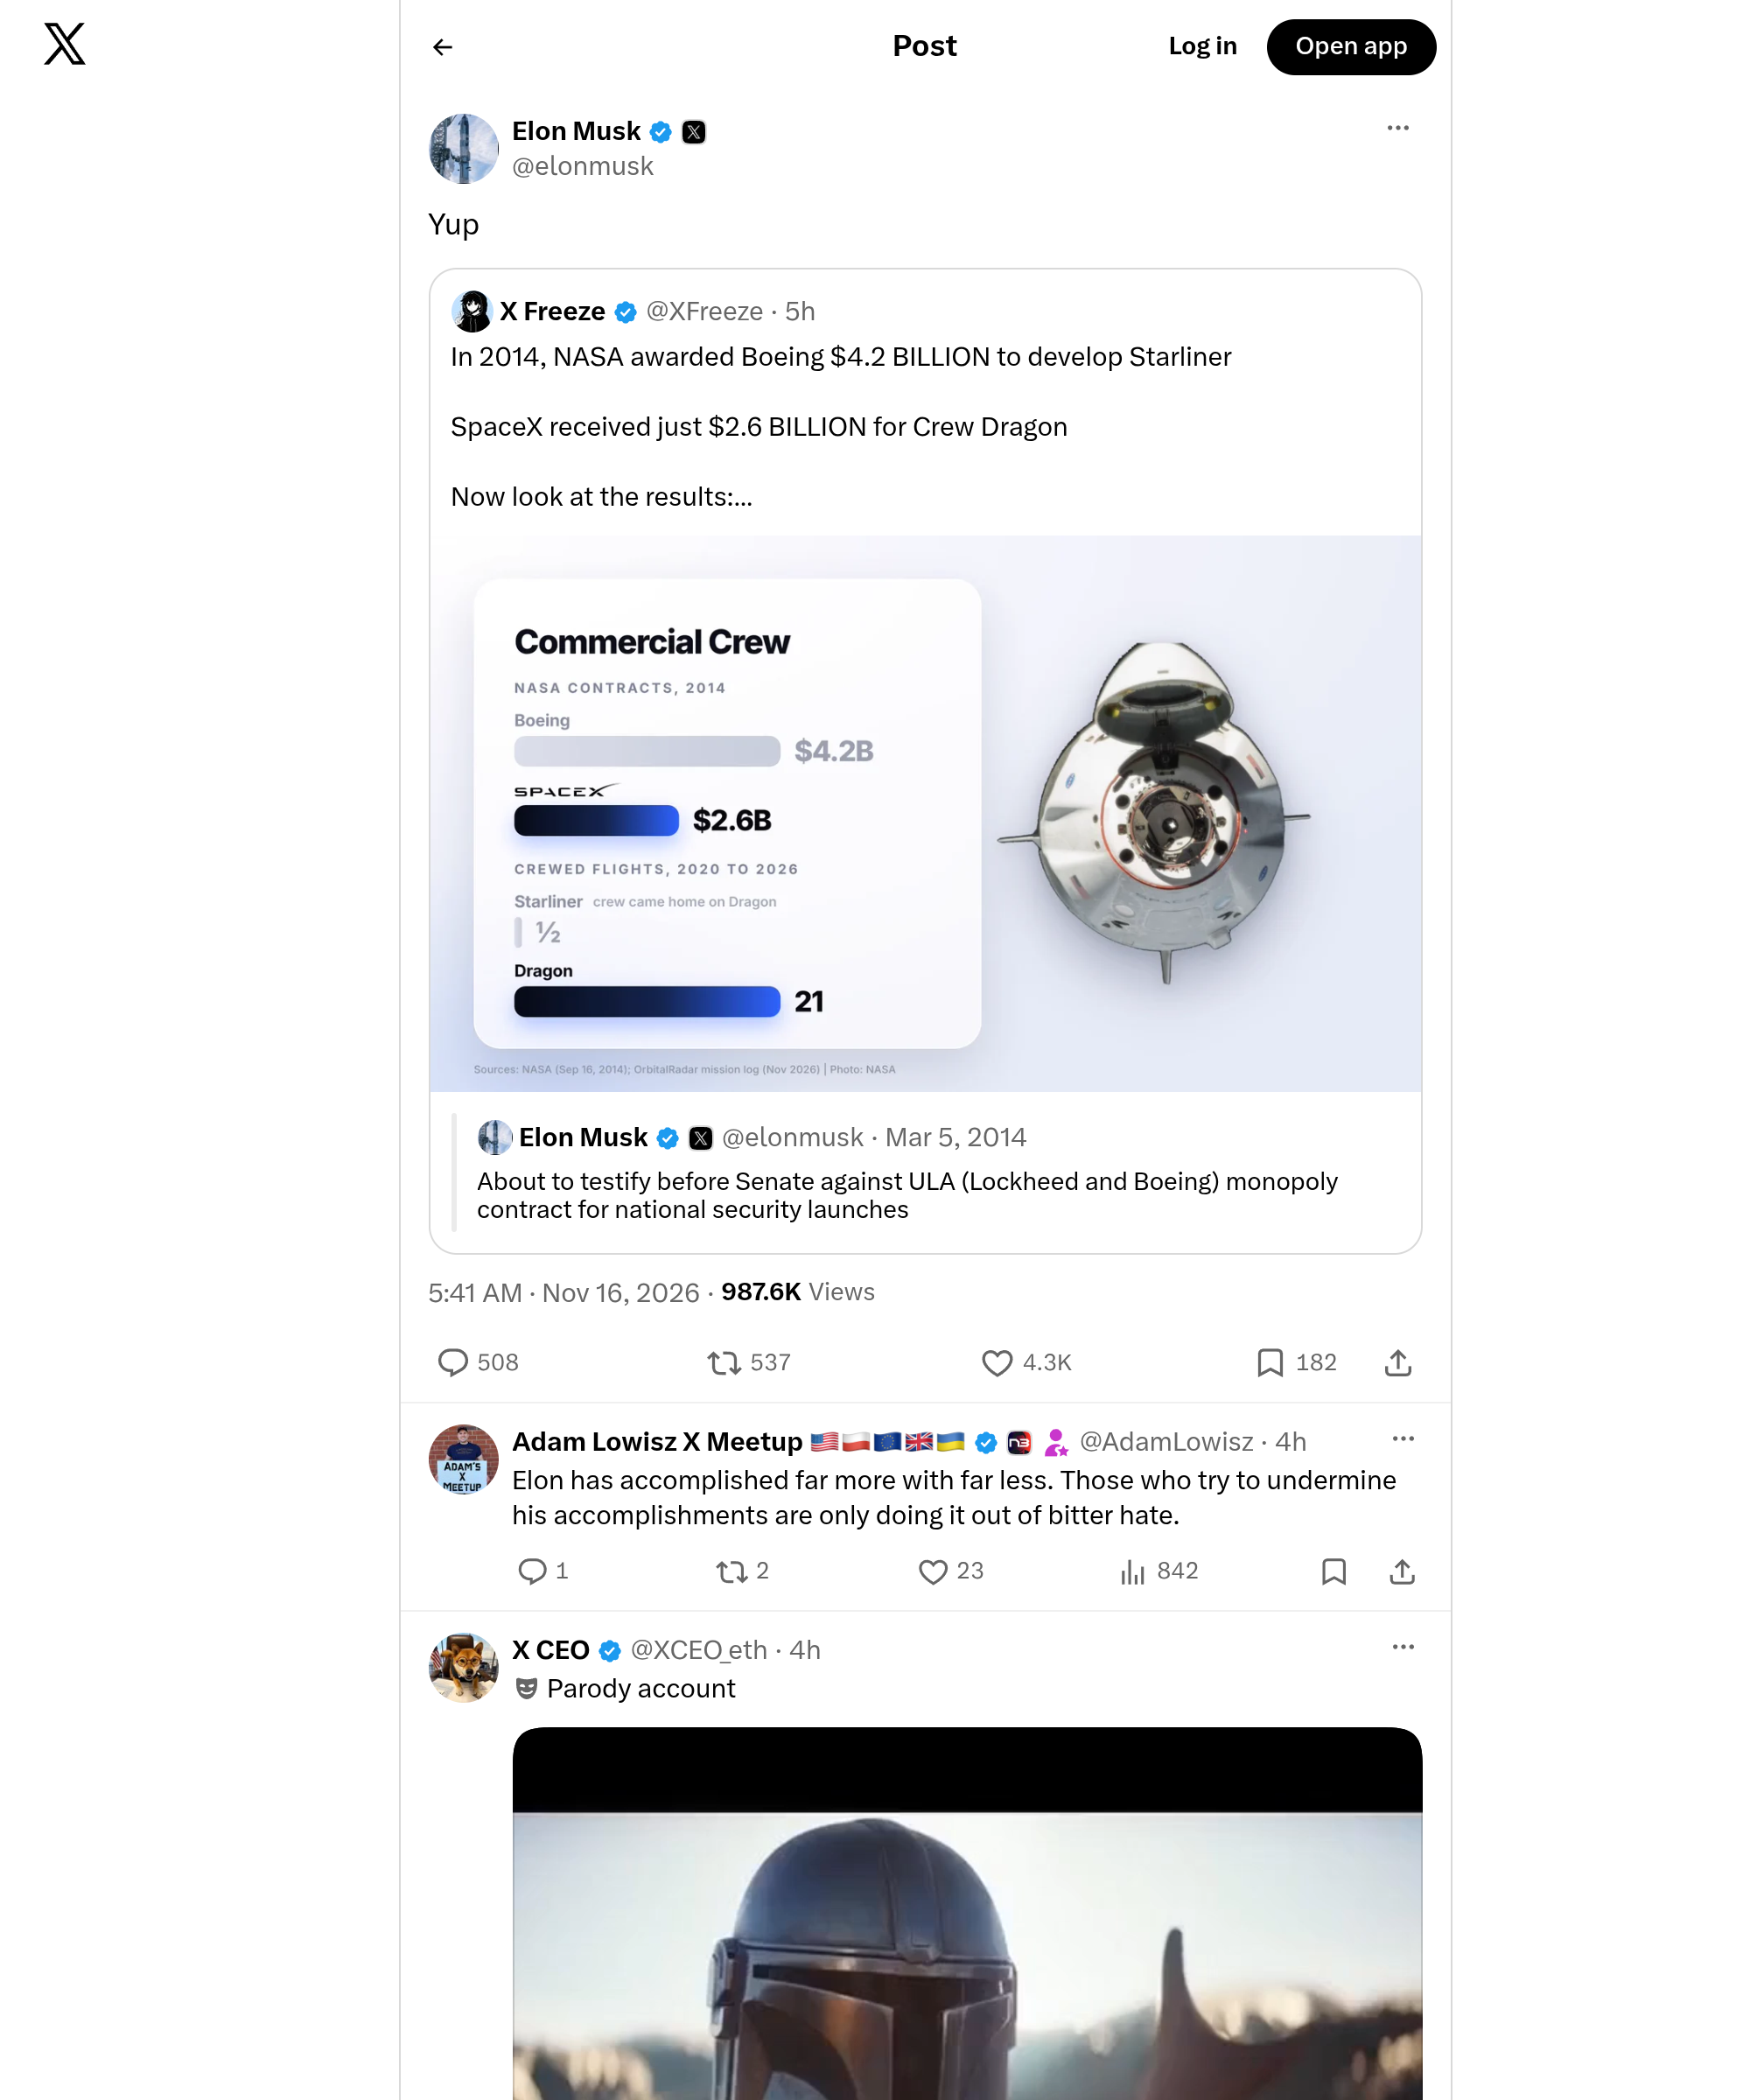 Post
Log in
Open app
Elon Musk
@elonmusk
Yup
X Freeze @XFreeze · 5h
In 2014, NASA awarded Boeing $4.2 BILLION to develop Starliner
SpaceX received just $2.6 BILLION for Crew Dragon
Now look at the results:...
Commercial Crew
NASA CONTRACTS, 2014
Boeing
$4.2B
SPACEX
$2.6B
CREWED FLIGHTS, 2020 TO 2026
Starliner crew came home on Dragon
½
Dragon
21
Sources: NASA (Sep 16, 2014); OrbitalRadar mission log (Nov 2026) | Photo: NASA
Elon Musk @elonmusk · Mar 5, 2014
About to testify before Senate against ULA (Lockheed and Boeing) monopoly
contract for national security launches
5:41 AM · Nov 16, 2026 · 987.6K Views
508 537 4.3K 182
Adam Lowisz X Meetup 🇺🇸🇵🇱🇪🇺🇬🇧🇺🇦 @AdamLowisz · 4h
ADAM'S
X
MEETUP
Elon has accomplished far more with far less. Those who try to undermine
his accomplishments are only doing it out of bitter hate.
1 2 23 842
X CEO @XCEO_eth · 4h
Parody account